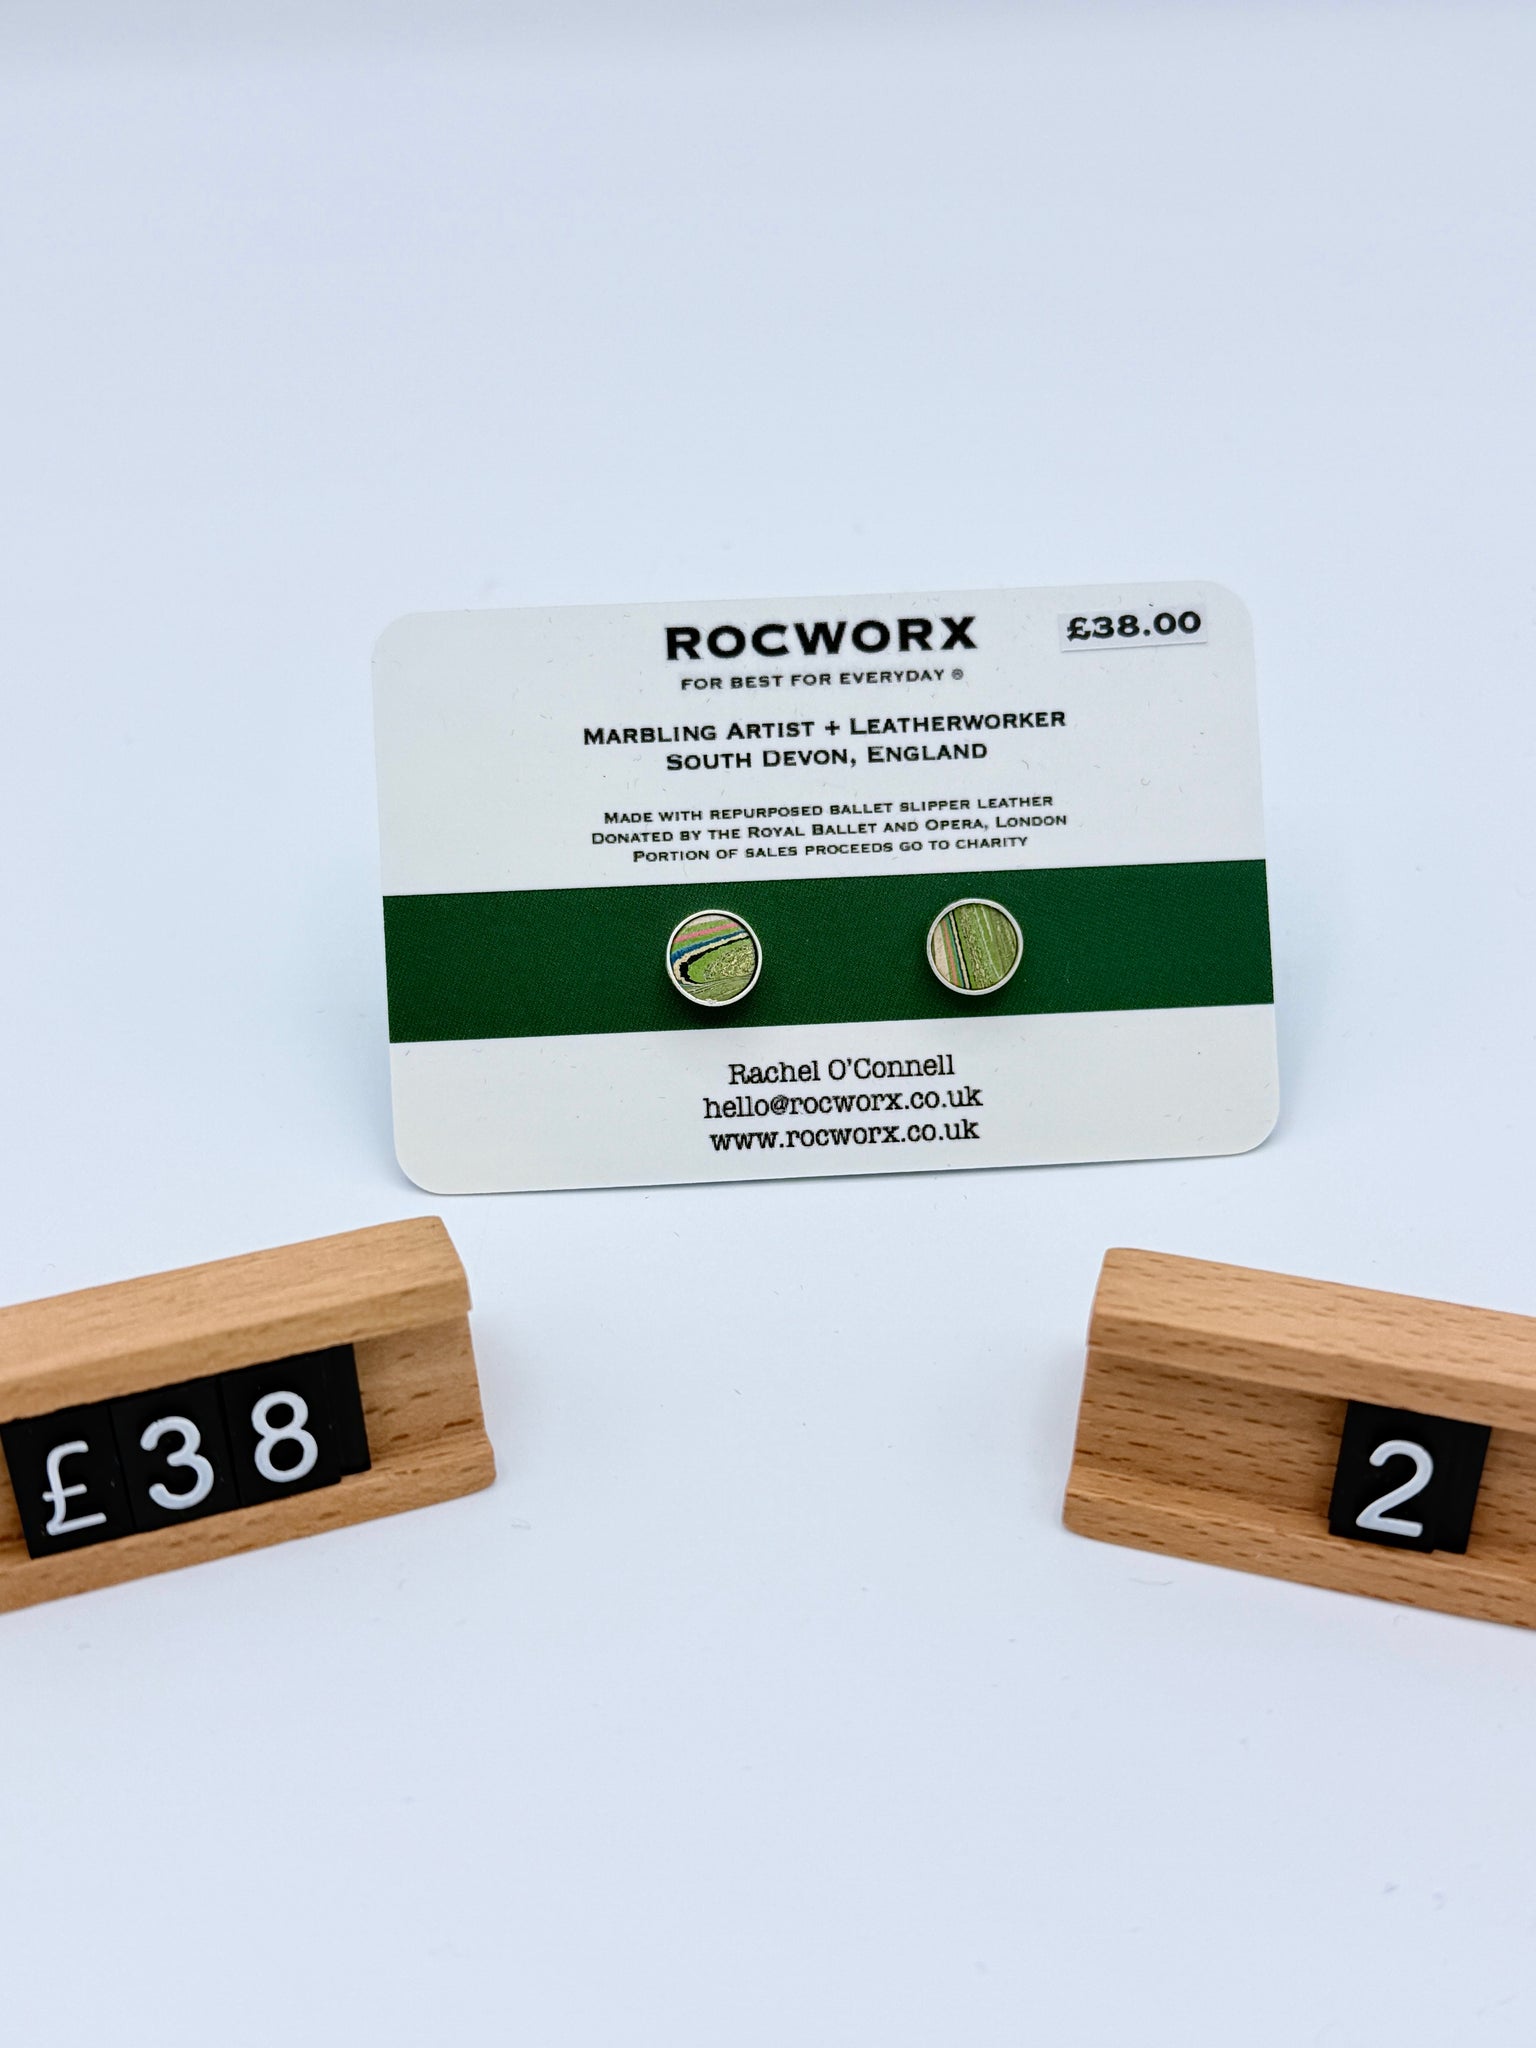 ROCWORX
£38.00
FOR BEST FOR EVERYDAY ®
MARBLING ARTIST + LEATHERWORKER
SOUTH DEVON, ENGLAND
MADE WITH REPURPOSED BALLET SLIPPER LEATHER
DONATED BY THE ROYAL BALLET AND OPERA, LONDON
PORTION OF SALES PROCEEDS GO TO CHARITY
Rachel O'Connell
hello@rocworx.co.uk
www.rocworx.co.uk
£38
2